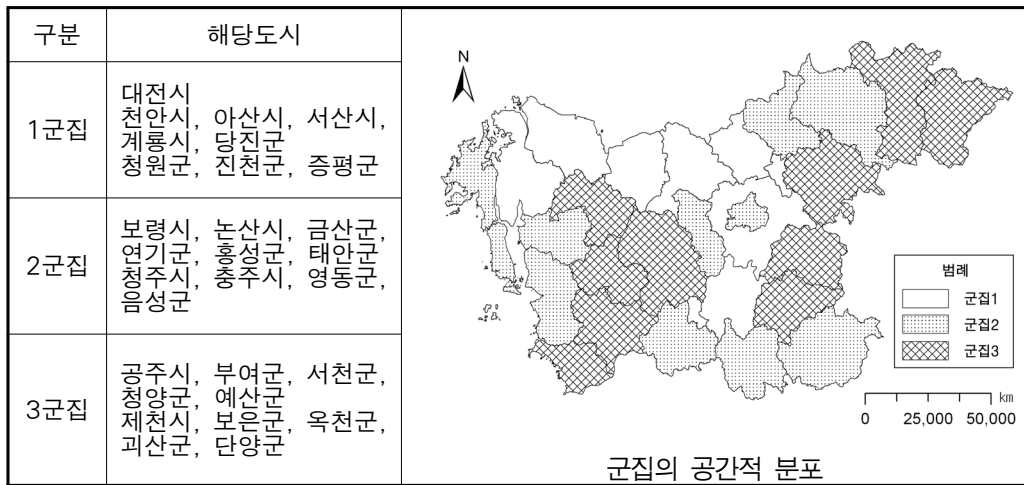 구분
해당도시
1군집
대전시
천안시, 아산시, 서산시,
계룡시, 당진군
청원군, 진천군, 증평군
2군집
보령시, 논산시, 금산군,
연기군, 홍성군, 태안군
청주시, 충주시, 영동군,
음성군
3군집
공주시, 부여군, 서천군,
청양군, 예산군
제천시, 보은군, 옥천군,
괴산군, 단양군
N
범례
군집1
군집2
군집3
km
0 25,000 50,000
군집의 공간적 분포